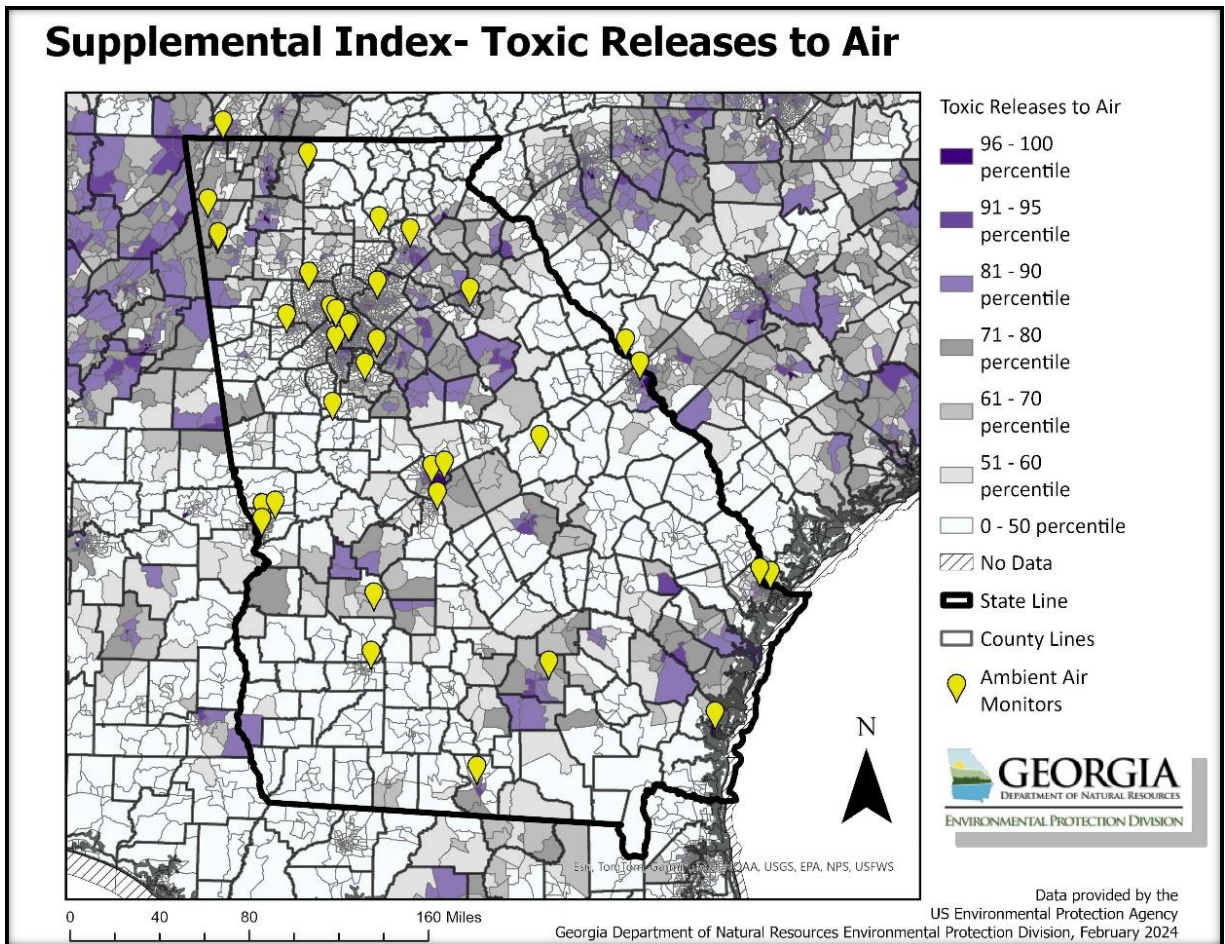 Supplemental Index- Toxic Releases to Air
Toxic Releases to Air
96 - 100
percentile
91 - 95
percentile
81 - 90
percentile
71 - 80
percentile
61 - 70
percentile
51 - 60
percentile
0 - 50 percentile
No Data
State Line
County Lines
Ambient Air
Monitors
N
GEORGIA
DEPARTMENT OF NATURAL RESOURCES
ENVIRONMENTAL PROTECTION DIVISION
Esri, TomTom, USGS, EPA, NPS, USFWS
0 40 80 160 Miles
Data provided by the
US Environmental Protection Agency
Georgia Department of Natural Resources Environmental Protection Division, February 2024